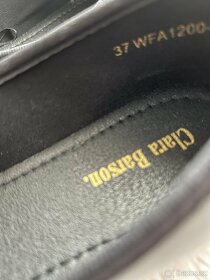 37 WFA1200-
Clara Barson.